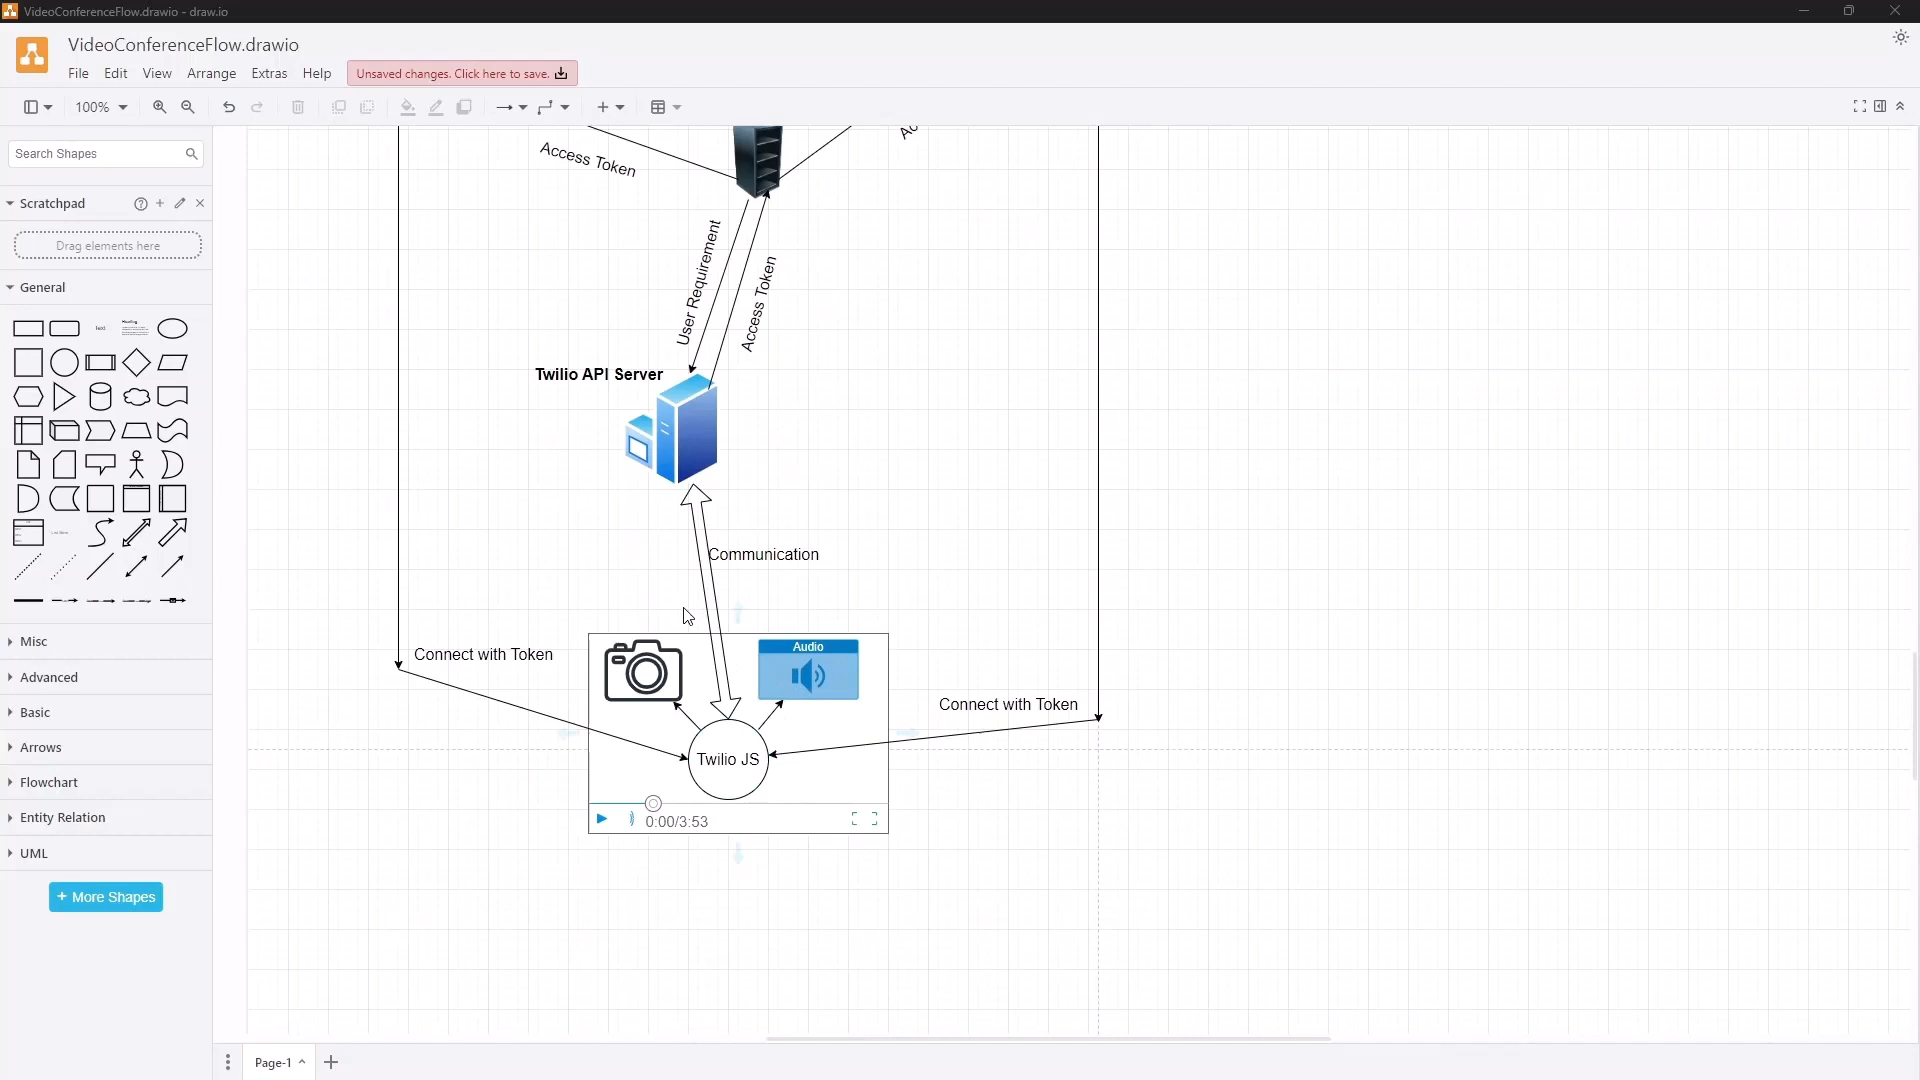 VideoConferenceFlow.drawio - draw.io
VideoConferenceFlow.drawio
File Edit View Arrange Extras Help
Unsaved changes. Click here to save.
100%
Search Shapes
Scratchpad
Drag elements here
General
Text
Heading
Misc
Advanced
Basic
Arrows
Flowchart
Entity Relation
UML
+ More Shapes
Access Token
Ac
User Requirement
Access Token
Twilio API Server
Communication
Connect with Token
Audio
Connect with Token
Twilio JS
0:00/3:53
Page-1